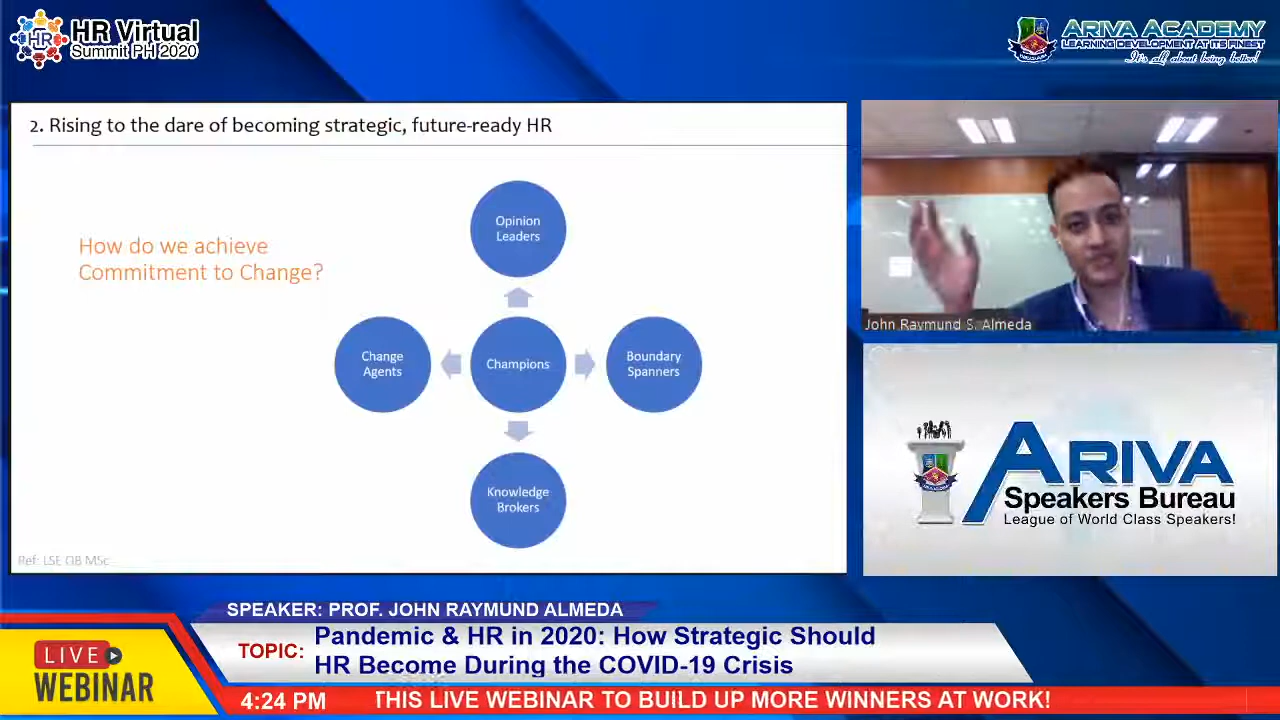 HR Virtual
Summit PH 2020
HR
ARIVA ACADEMY
LEARNING DEVELOPMENT AT ITS FINEST
It's all about being better!
2. Rising to the dare of becoming strategic, future-ready HR
How do we achieve
Commitment to Change?
Opinion
Leaders
Change
Agents
Champions
Boundary
Spanners
Knowledge
Brokers
Ref: LSE OB MSc
John Raymund S. Almeda
ARIVA
Speakers Bureau
League of World Class Speakers!
SPEAKER: PROF. JOHN RAYMUND ALMEDA
TOPIC:
Pandemic & HR in 2020: How Strategic Should
HR Become During the COVID-19 Crisis
LIVE
WEBINAR
4:24 PM
THIS LIVE WEBINAR TO BUILD UP MORE WINNERS AT WORK!